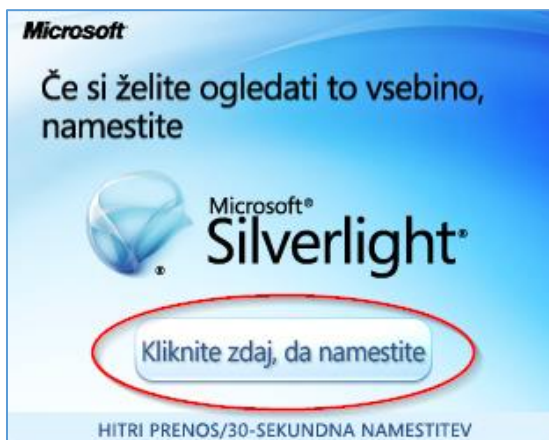 Microsoft
Če si želite ogledati to vsebino,
namestite
Microsoft®
Silverlight®
®
Kliknite zdaj, da namestite
HITRI PRENOS/30-SEKUNDNA NAMESTITEV